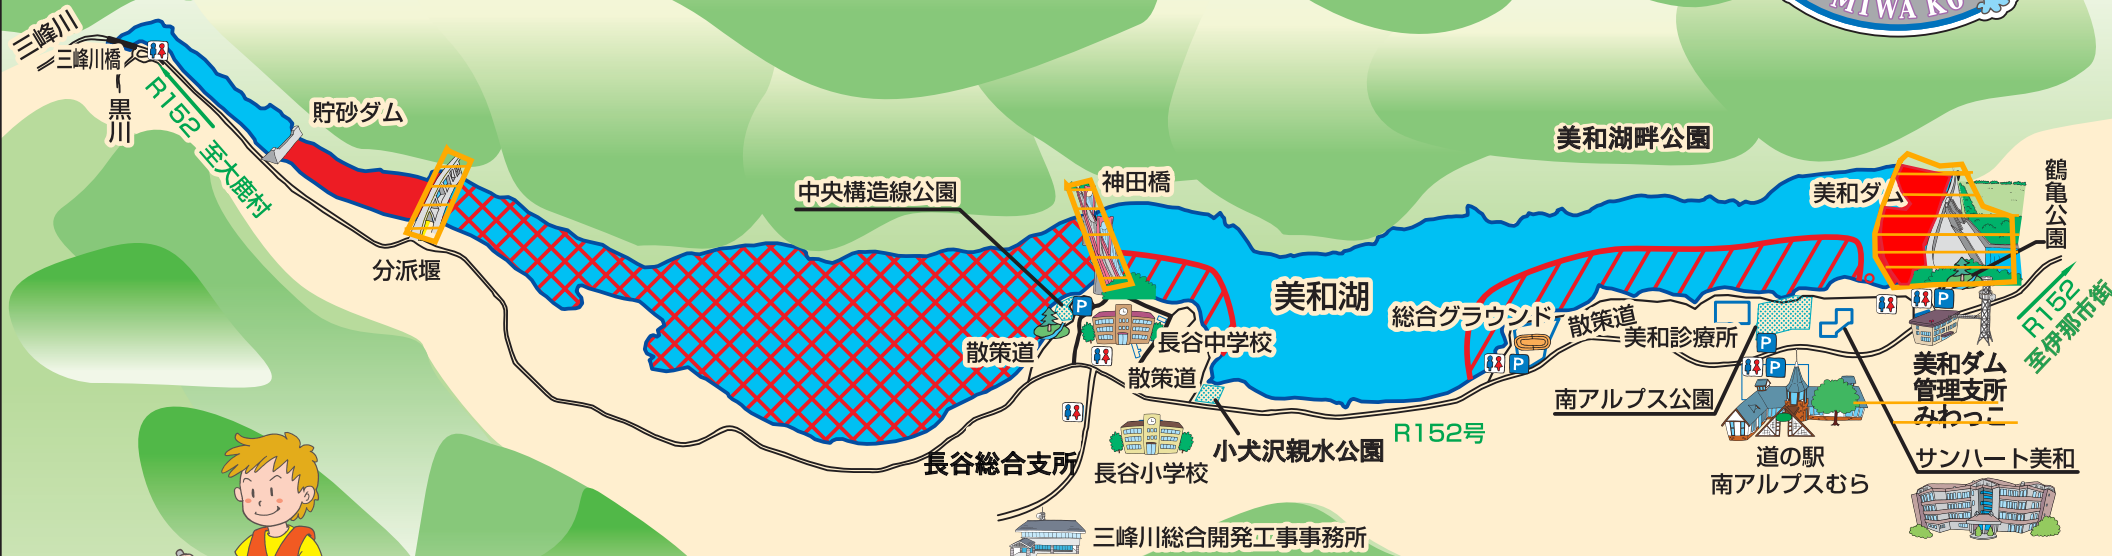 MIWA KO
三峰川
三峰川橋
黒川
R152 至大鹿村
貯砂ダム
分派堰
中央構造線公園
神田橋
美和湖畔公園
美和ダム
鶴亀公園
美和湖
総合グラウンド
散策道
美和診療所
P
P
P
P
P
散策道
長谷中学校
散策道
南アルプス公園
R152
至伊那市街
美和ダム
管理支所
みわっこ
R152号
小犬沢親水公園
長谷総合支所
長谷小学校
道の駅
南アルプスむら
サンハート美和
三峰川総合開発工事事務所